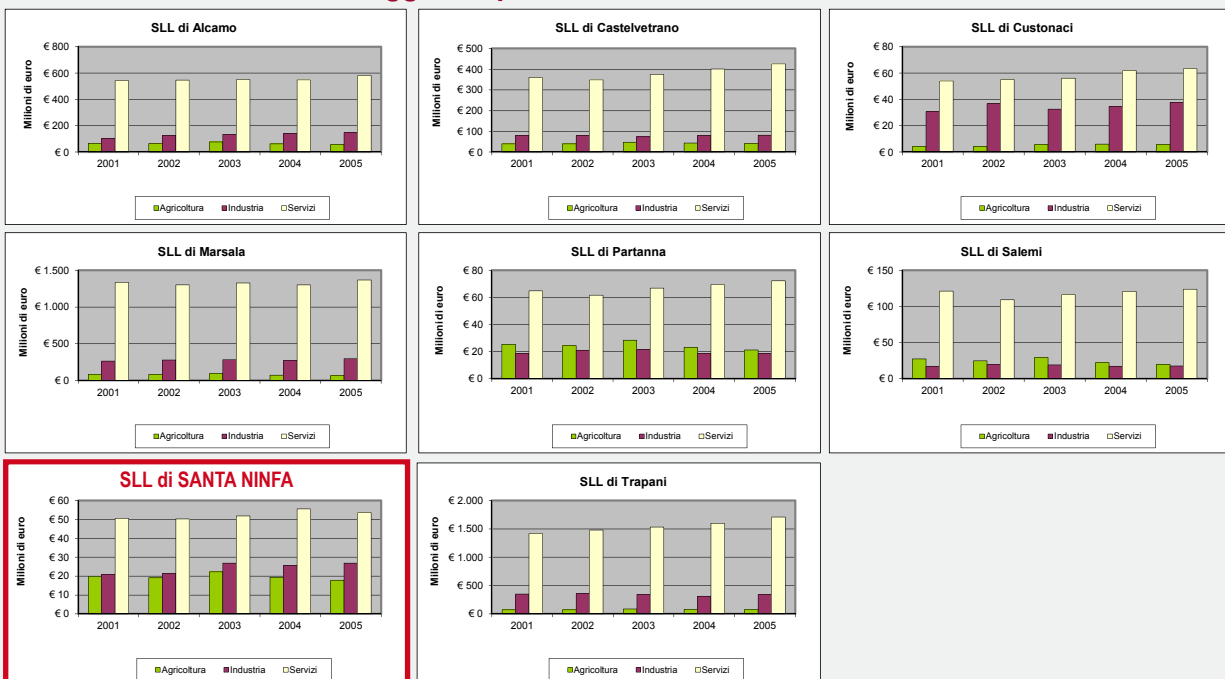 SLL di Alcamo
Milioni di euro
€ 800
€ 600
€ 400
€ 200
€ 0
2001 2002 2003 2004 2005
Agricoltura Industria Servizi
SLL di Castelvetrano
Milioni di euro
€ 500
€ 400
€ 300
€ 200
€ 100
€ 0
2001 2002 2003 2004 2005
Agricoltura Industria Servizi
SLL di Custonaci
Milioni di euro
€ 80
€ 60
€ 40
€ 20
€ 0
2001 2002 2003 2004 2005
Agricoltura Industria Servizi
SLL di Marsala
Milioni di euro
€ 1.500
€ 1.000
€ 500
€ 0
2001 2002 2003 2004 2005
Agricoltura Industria Servizi
SLL di Partanna
Milioni di euro
€ 80
€ 60
€ 40
€ 20
€ 0
2001 2002 2003 2004 2005
Agricoltura Industria Servizi
SLL di Salemi
Milioni di euro
€ 150
€ 100
€ 50
€ 0
2001 2002 2003 2004 2005
Agricoltura Industria Servizi
SLL di SANTA NINFA
Milioni di euro
€ 60
€ 50
€ 40
€ 30
€ 20
€ 10
€ 0
2001 2002 2003 2004 2005
Agricoltura Industria Servizi
SLL di Trapani
Milioni di euro
€ 2.000
€ 1.500
€ 1.000
€ 500
€ 0
2001 2002 2003 2004 2005
Agricoltura Industria Servizi